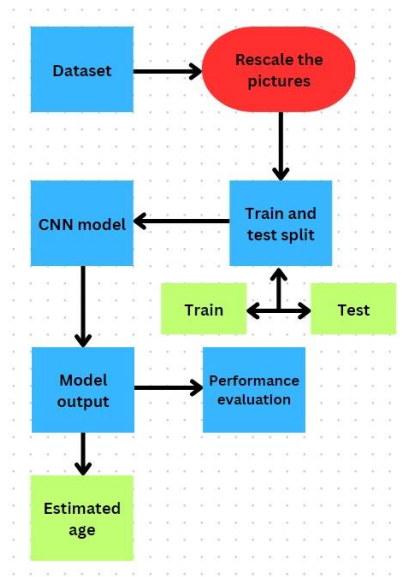 Dataset
Rescale the
pictures
CNN model
Train and
test split
Train
Test
Model
output
Performance
evaluation
Estimated
age